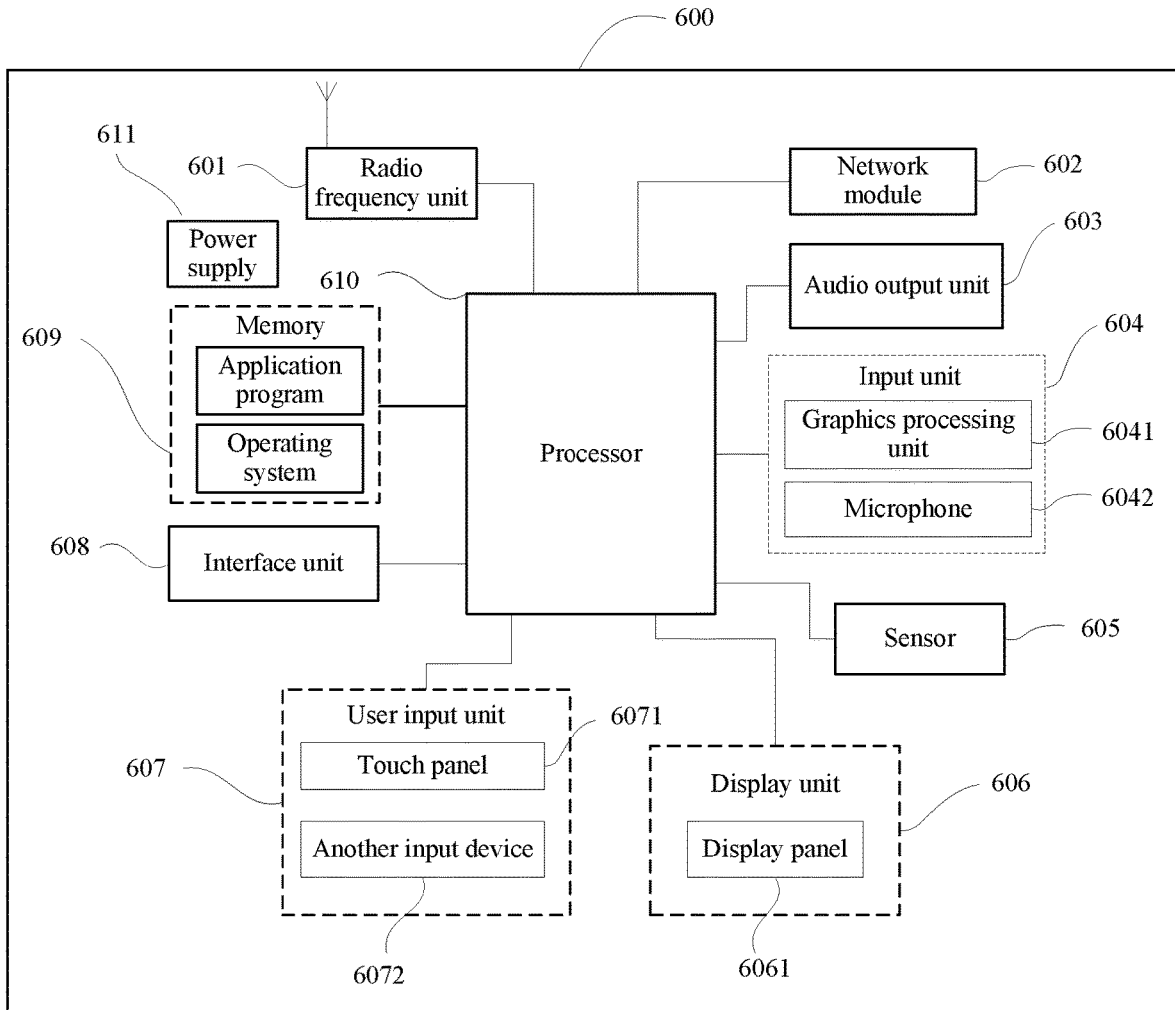 600
611
601
Radio
frequency unit
Network
module
602
Power
supply
603
Audio output unit
610
609
Memory
Application
program
Operating
system
Processor
604
Input unit
Graphics processing
unit
6041
Microphone
6042
608
Interface unit
Sensor
605
607
User input unit
6071
Touch panel
Another input device
6072
Display unit
606
Display panel
6061